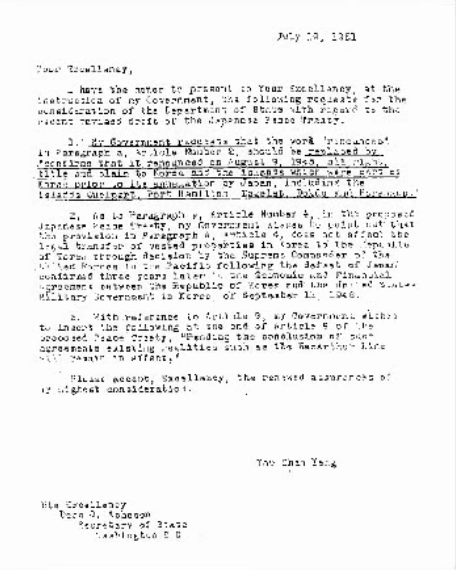 July 19, 1951
Your Excellency,
I have the honor to present to Your Excellency, at the
instruction of my Government, the following requests for the
consideration of the Department of State with regard to the
recent revised draft of the Japanese Peace Treaty.
1. My Government requests that the word "renounces"
in Paragraph a, Article Number 2, should be replaced by
"confirms that it renounced on August 9, 1945, all right,
title and claim to Korea and the islands which were part of
Korea prior to its annexation by Japan, including the
islands Quelpart, Port Hamilton, Dagelet, Dokdo and Parangdo."
2. As to Paragraph a, Article Number 4, in the proposed
Japanese Peace Treaty, my Government wishes to point out that
the provision in Paragraph a, Article 4, does not affect the
legal transfer of vested properties in Korea to the Republic
of Korea through decision by the Supreme Commander of the
Allied Forces in the Pacific following the defeat of Japan
confirmed three years later in the Economic and Financial
Agreement between the Republic of Korea and the United States
Military Government in Korea, of September 11, 1948.
3. With reference to Article 9, my Government wishes
to insert the following at the end of Article 9 of the
proposed Peace Treaty, "Pending the conclusion of such
agreements existing realities such as the MacArthur Line
will remain in effect."
Please accept, Excellency, the renewed assurances of
my highest consideration.
You Chan Yang
His Excellency
Dean G. Acheson
Secretary of State
Washington D C